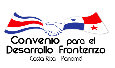 Convenio para el
Desarrollo Fronterizo
Costa Rica Panamá